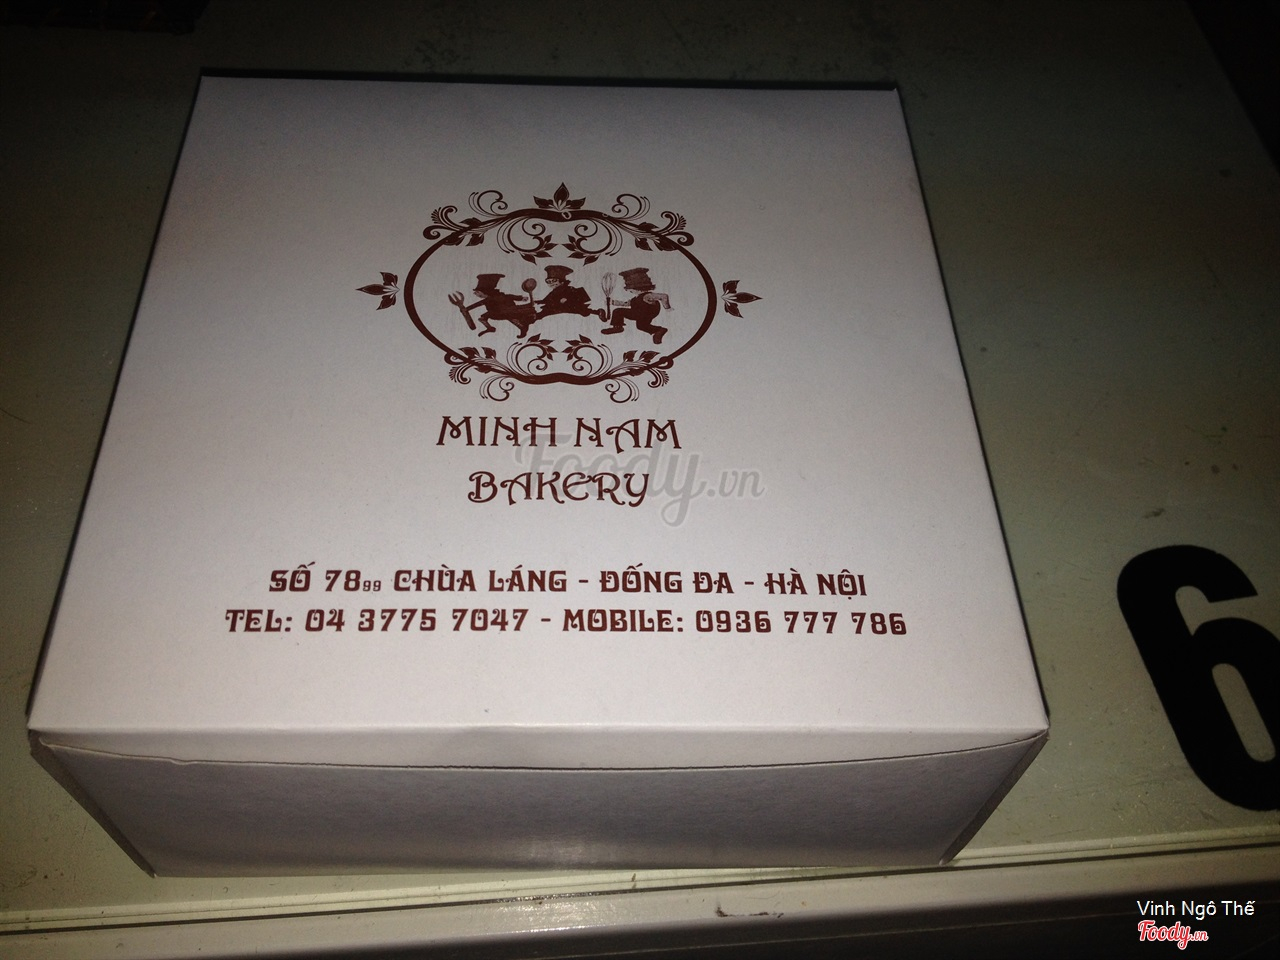 MINH NAM
BAKERY
Foody.vn
SỐ 7899 CHÙA LÁNG - ĐỐNG ĐA - HÀ NỘI
TEL: 04 3775 7047 - MOBILE: 0936 777 786
6
Vinh Ngô Thế
Foody.vn